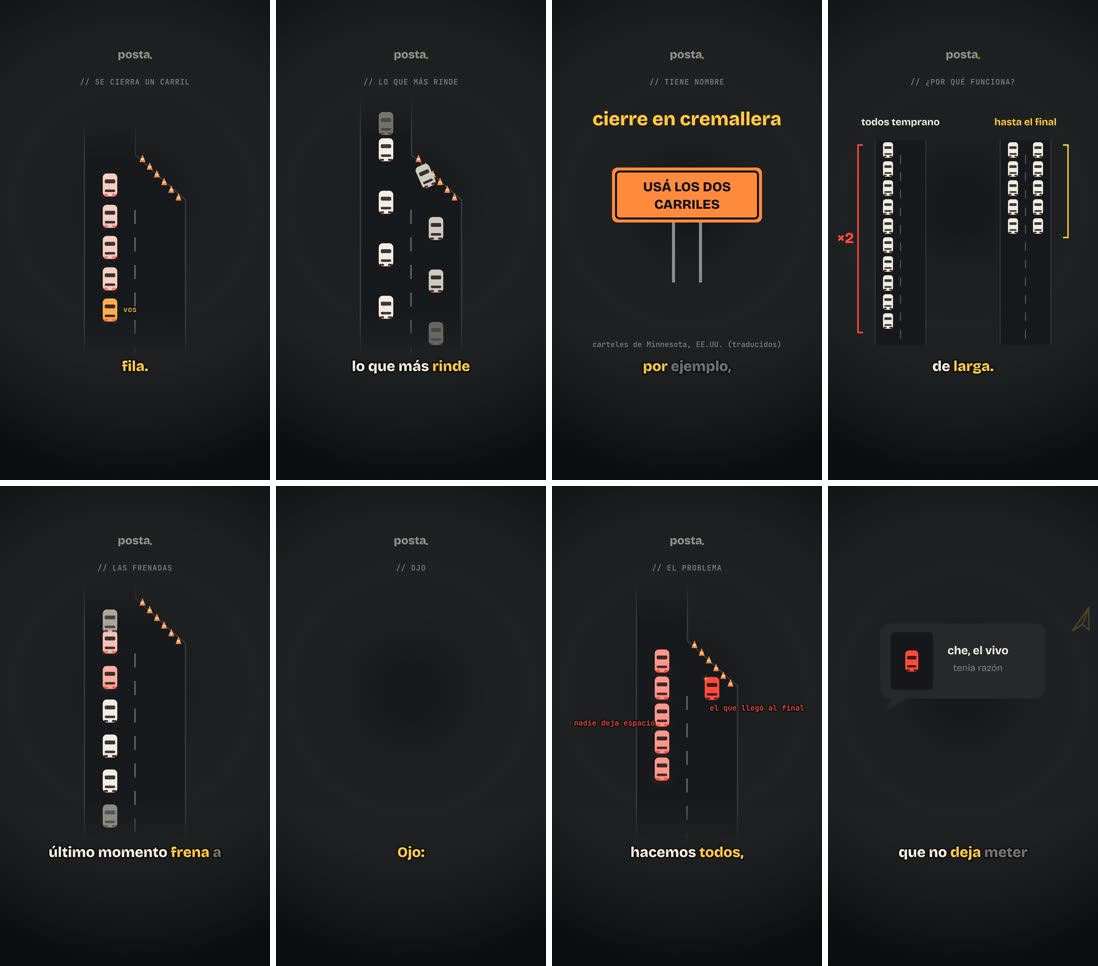 posta.
// SE CIERRA UN CARRIL
vos
fila.
posta.
// LO QUE MÁS RINDE
lo que más rinde
posta.
// TIENE NOMBRE
cierre en cremallera
USÁ LOS DOS
CARRILES
carteles de Minnesota, EE.UU. (traducidos)
por ejemplo,
posta.
// ¿POR QUÉ FUNCIONA?
todos temprano
hasta el final
×2
de larga.
posta.
// LAS FRENADAS
último momento frena a
posta.
// OJO
Ojo:
posta.
// EL PROBLEMA
el que llegó al final
nadie deja espacio
hacemos todos,
che, el vivo
tenía razón
que no deja meter